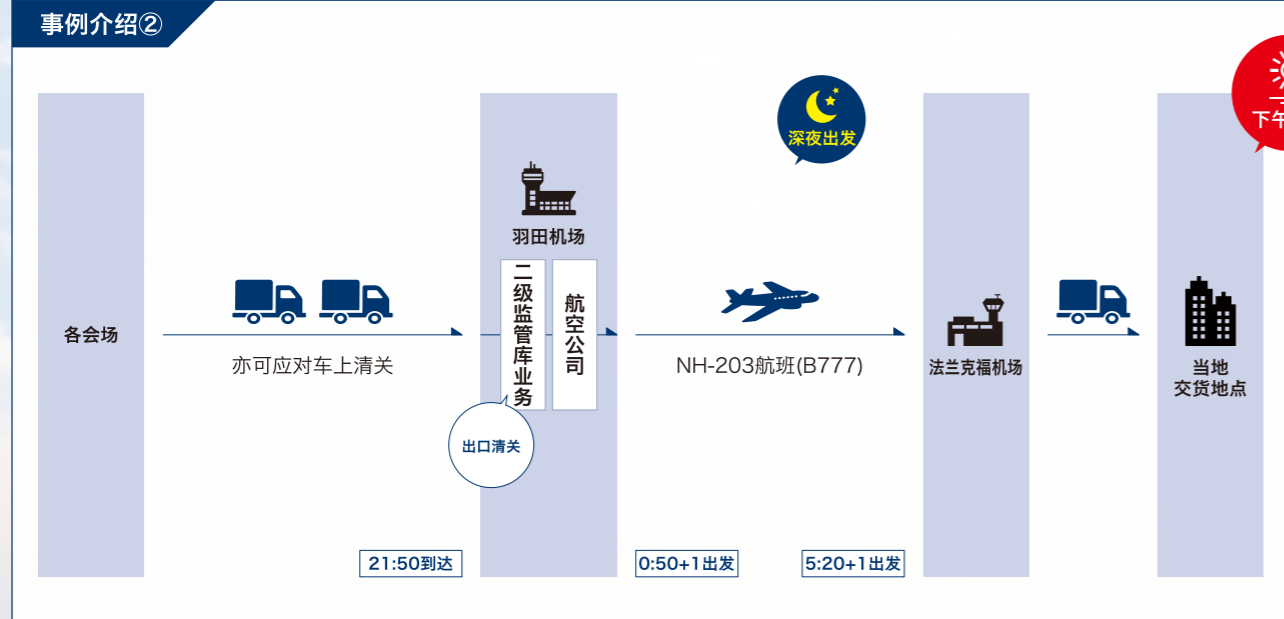 事例介绍②
深夜出发
下午
羽田机场
二级监管库业务
航空公司
各会场
亦可应对车上清关
NH-203航班(B777)
法兰克福机场
当地
交货地点
出口清关
21:50到达
0:50+1出发
5:20+1出发